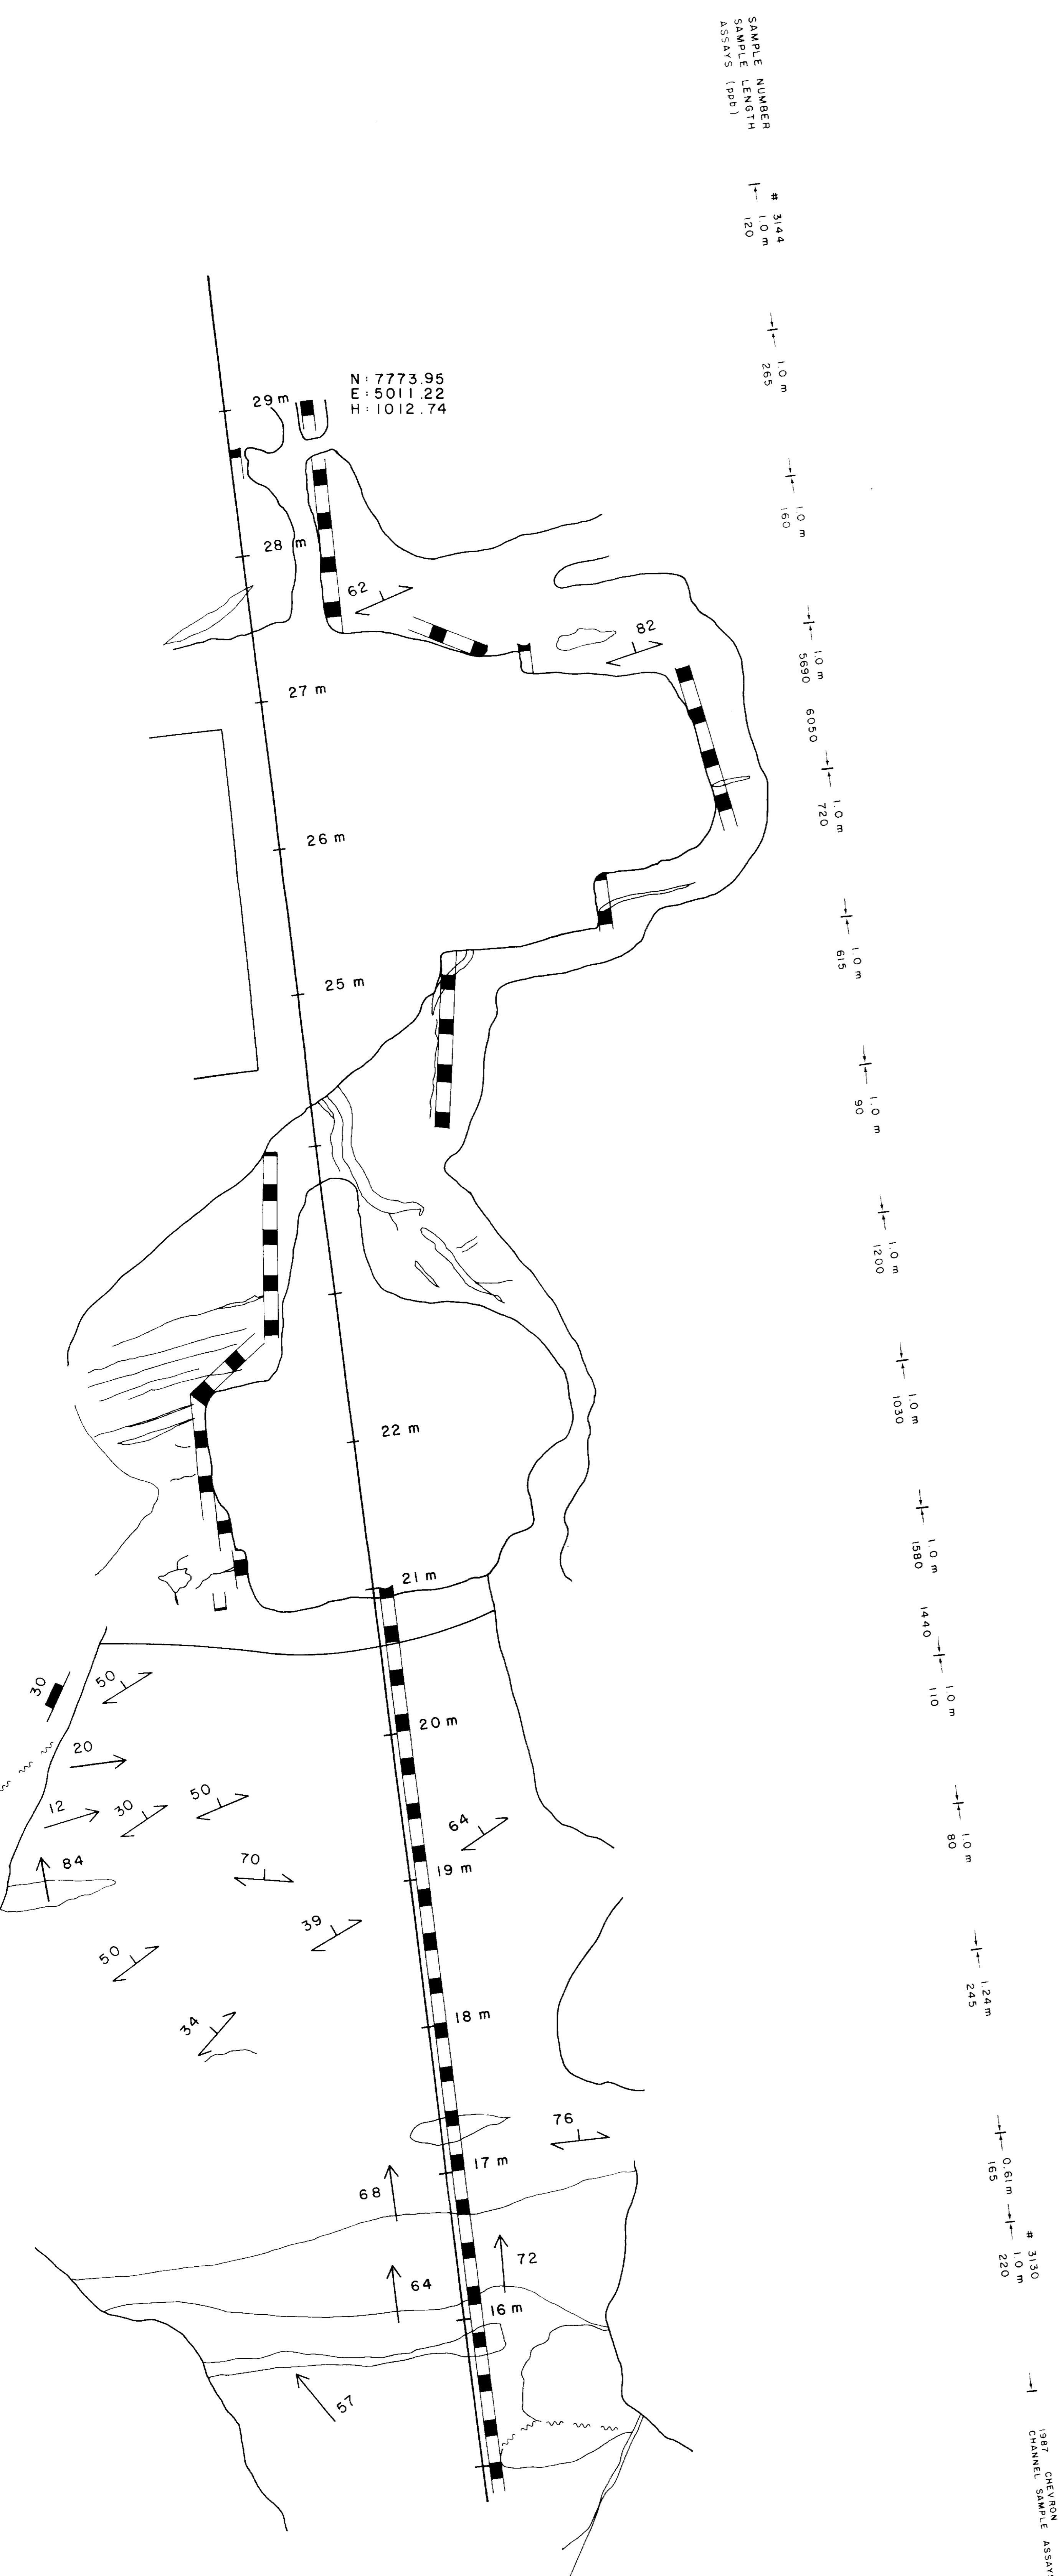 SAMPLE NUMBER
SAMPLE LENGTH
ASSAYS (ppb)
# 3144
1.0 m
120
1.0 m
265
1.0 m
160
1.0 m
5690
6050
1.0 m
720
1.0 m
615
1.0 m
90
1.0 m
1200
1.0 m
1030
1.0 m
1580
1440
1.0 m
110
1.0 m
80
1.24 m
245
0.61 m
165
# 3130
1.0 m
220
1987 CHEVRON
CHANNEL SAMPLE ASSAY
N: 7773.95
E: 5011.22
H: 1012.74
29 m
28 m
62
82
27 m
26 m
25 m
22 m
21 m
30
50
20 m
20
12
30
50
64
84
70
19 m
39
50
34
18 m
76
17 m
68
72
64
16 m
57